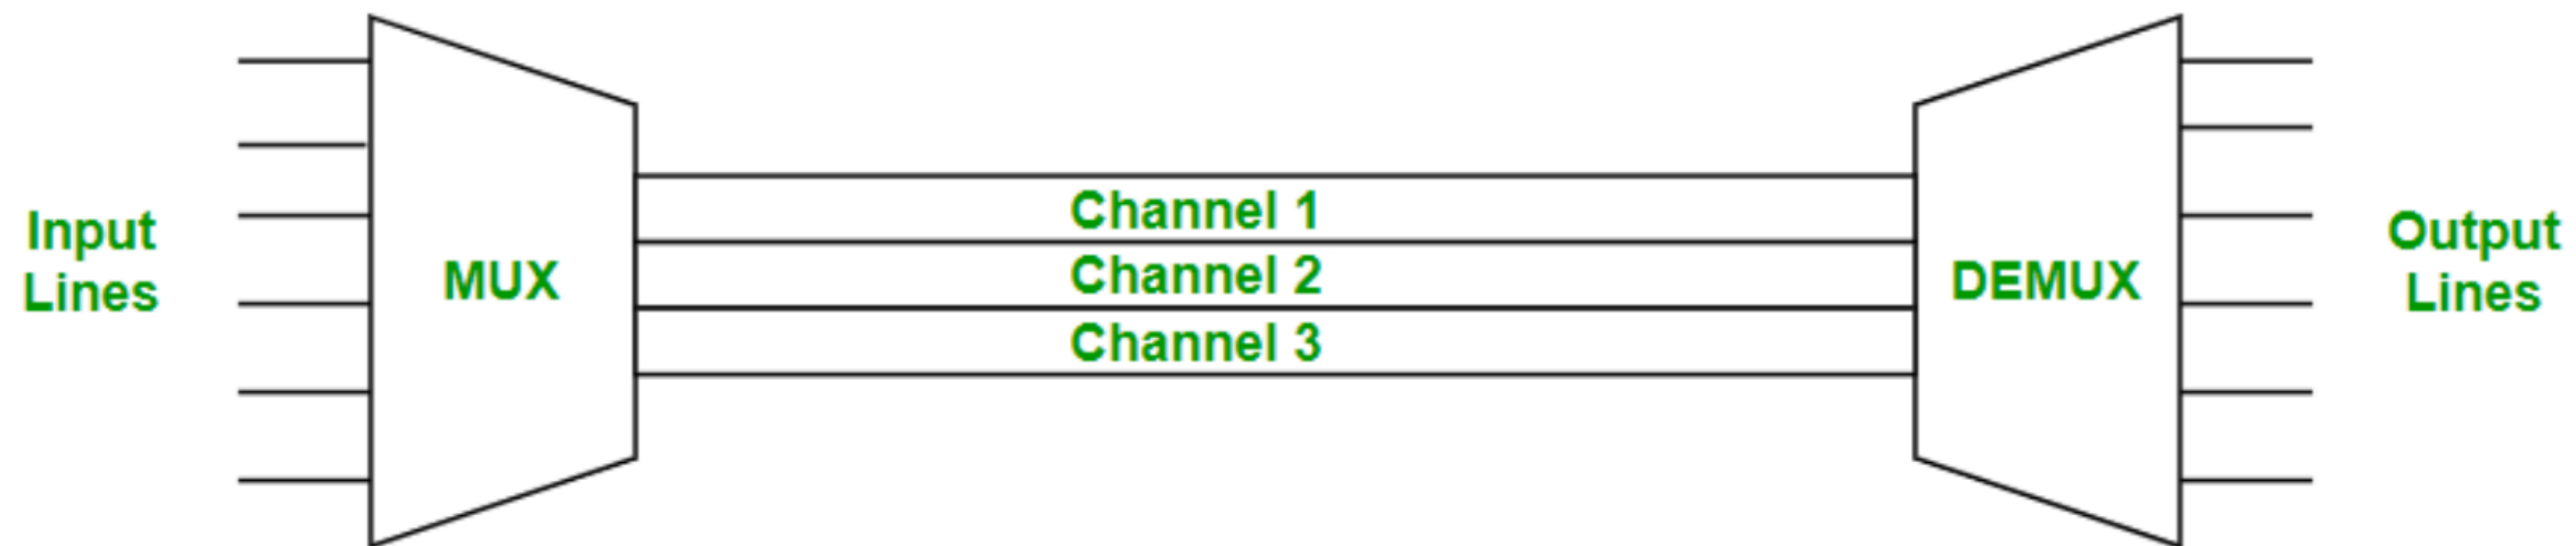 Input
Lines
MUX
Channel 1
Channel 2
Channel 3
DEMUX
Output
Lines